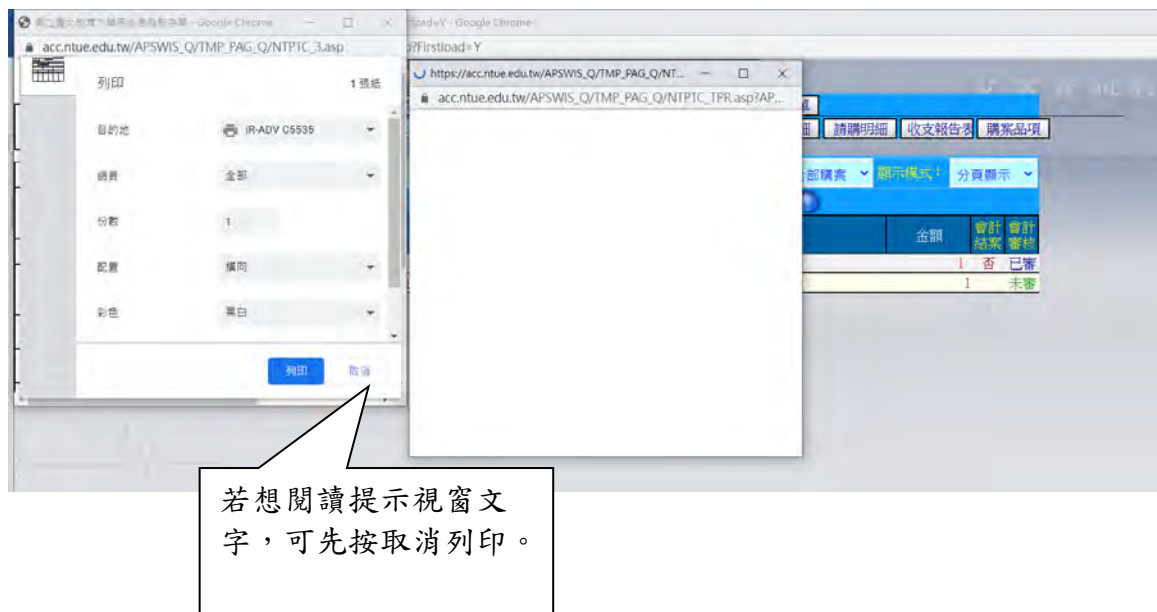 - Google Chrome
acc.ntue.edu.tw/APSWIS_Q/TMP_PAG_Q/NTPTC_3.asp
列印
1 張紙
目的地
iR-ADV C5535
網頁
全部
份數
1
配置
橫向
彩色
黑白
列印
取消
oad=Y - Google Chrome
?Firstload=Y
https://acc.ntue.edu.tw/APSWIS_Q/TMP_PAG_Q/NT...
acc.ntue.edu.tw/APSWIS_Q/TMP_PAG_Q/NTPTC_TPR.asp?AP...
請購明細 收支報告表 購案品項
部購案 顯示模式： 分頁顯示
金額 會計結案 會計審核
1 否 已審
1 未審
若想閱讀提示視窗文
字，可先按取消列印。